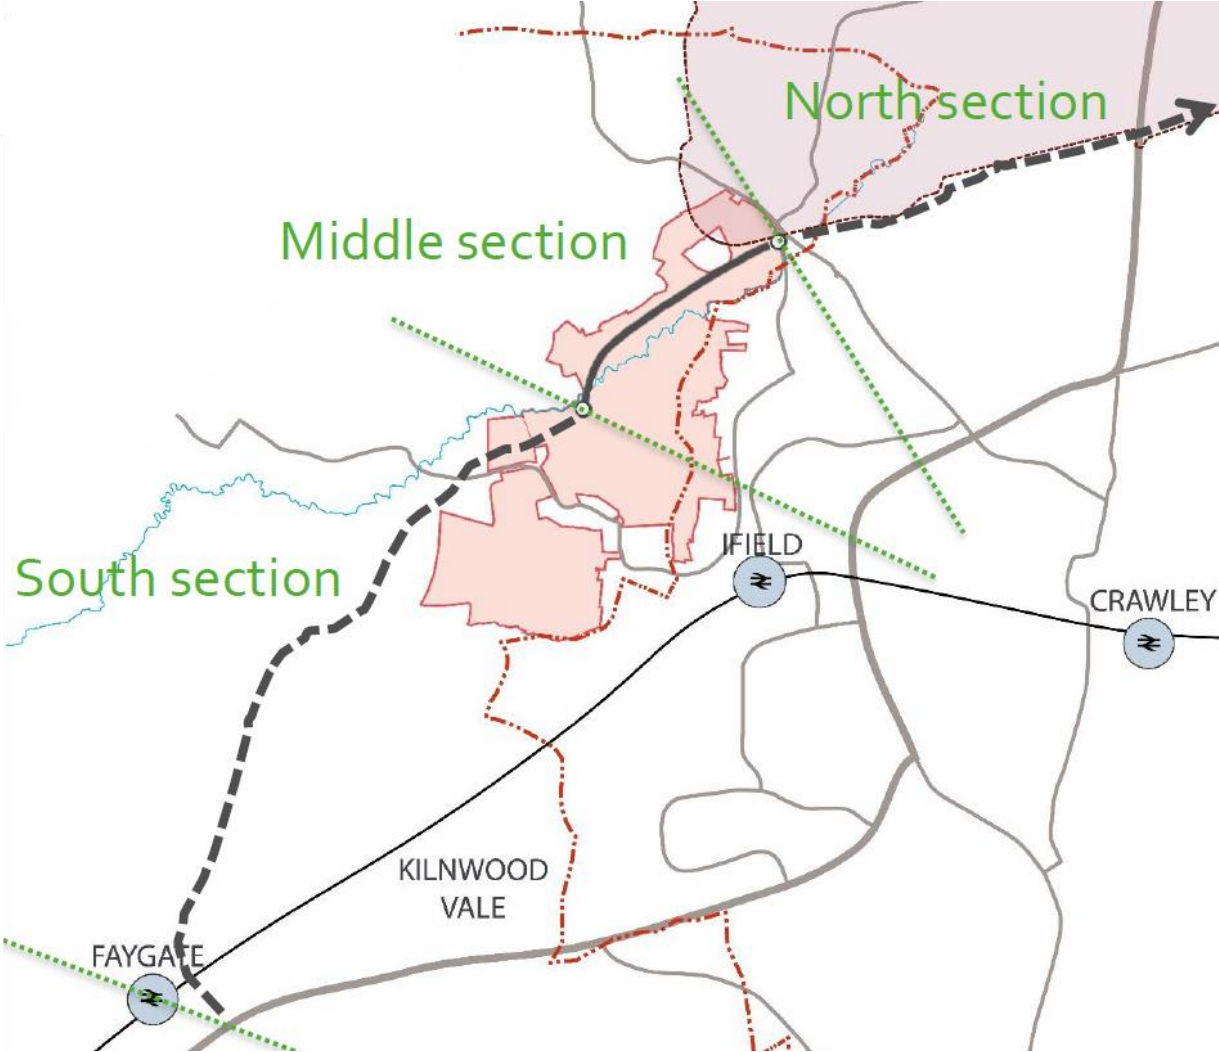 North section
Middle section
South section
IFIELD
CRAWLEY
KILNWOOD
VALE
FAYGATE